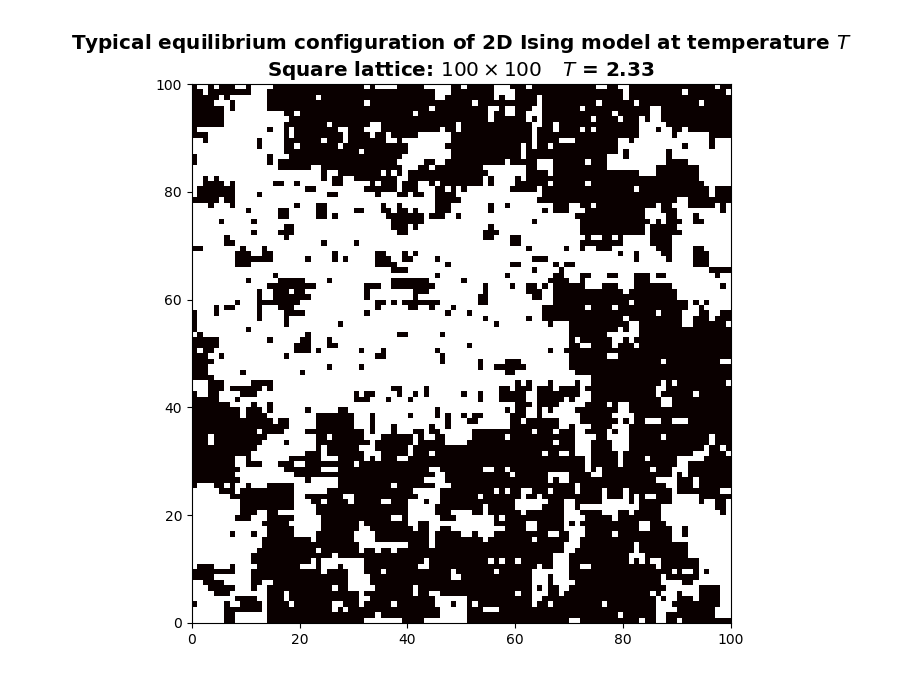 Typical equilibrium configuration of 2D Ising model at temperature T
Square lattice: 100 × 100 T = 2.33
100
80
60
40
20
0
0 20 40 60 80 100